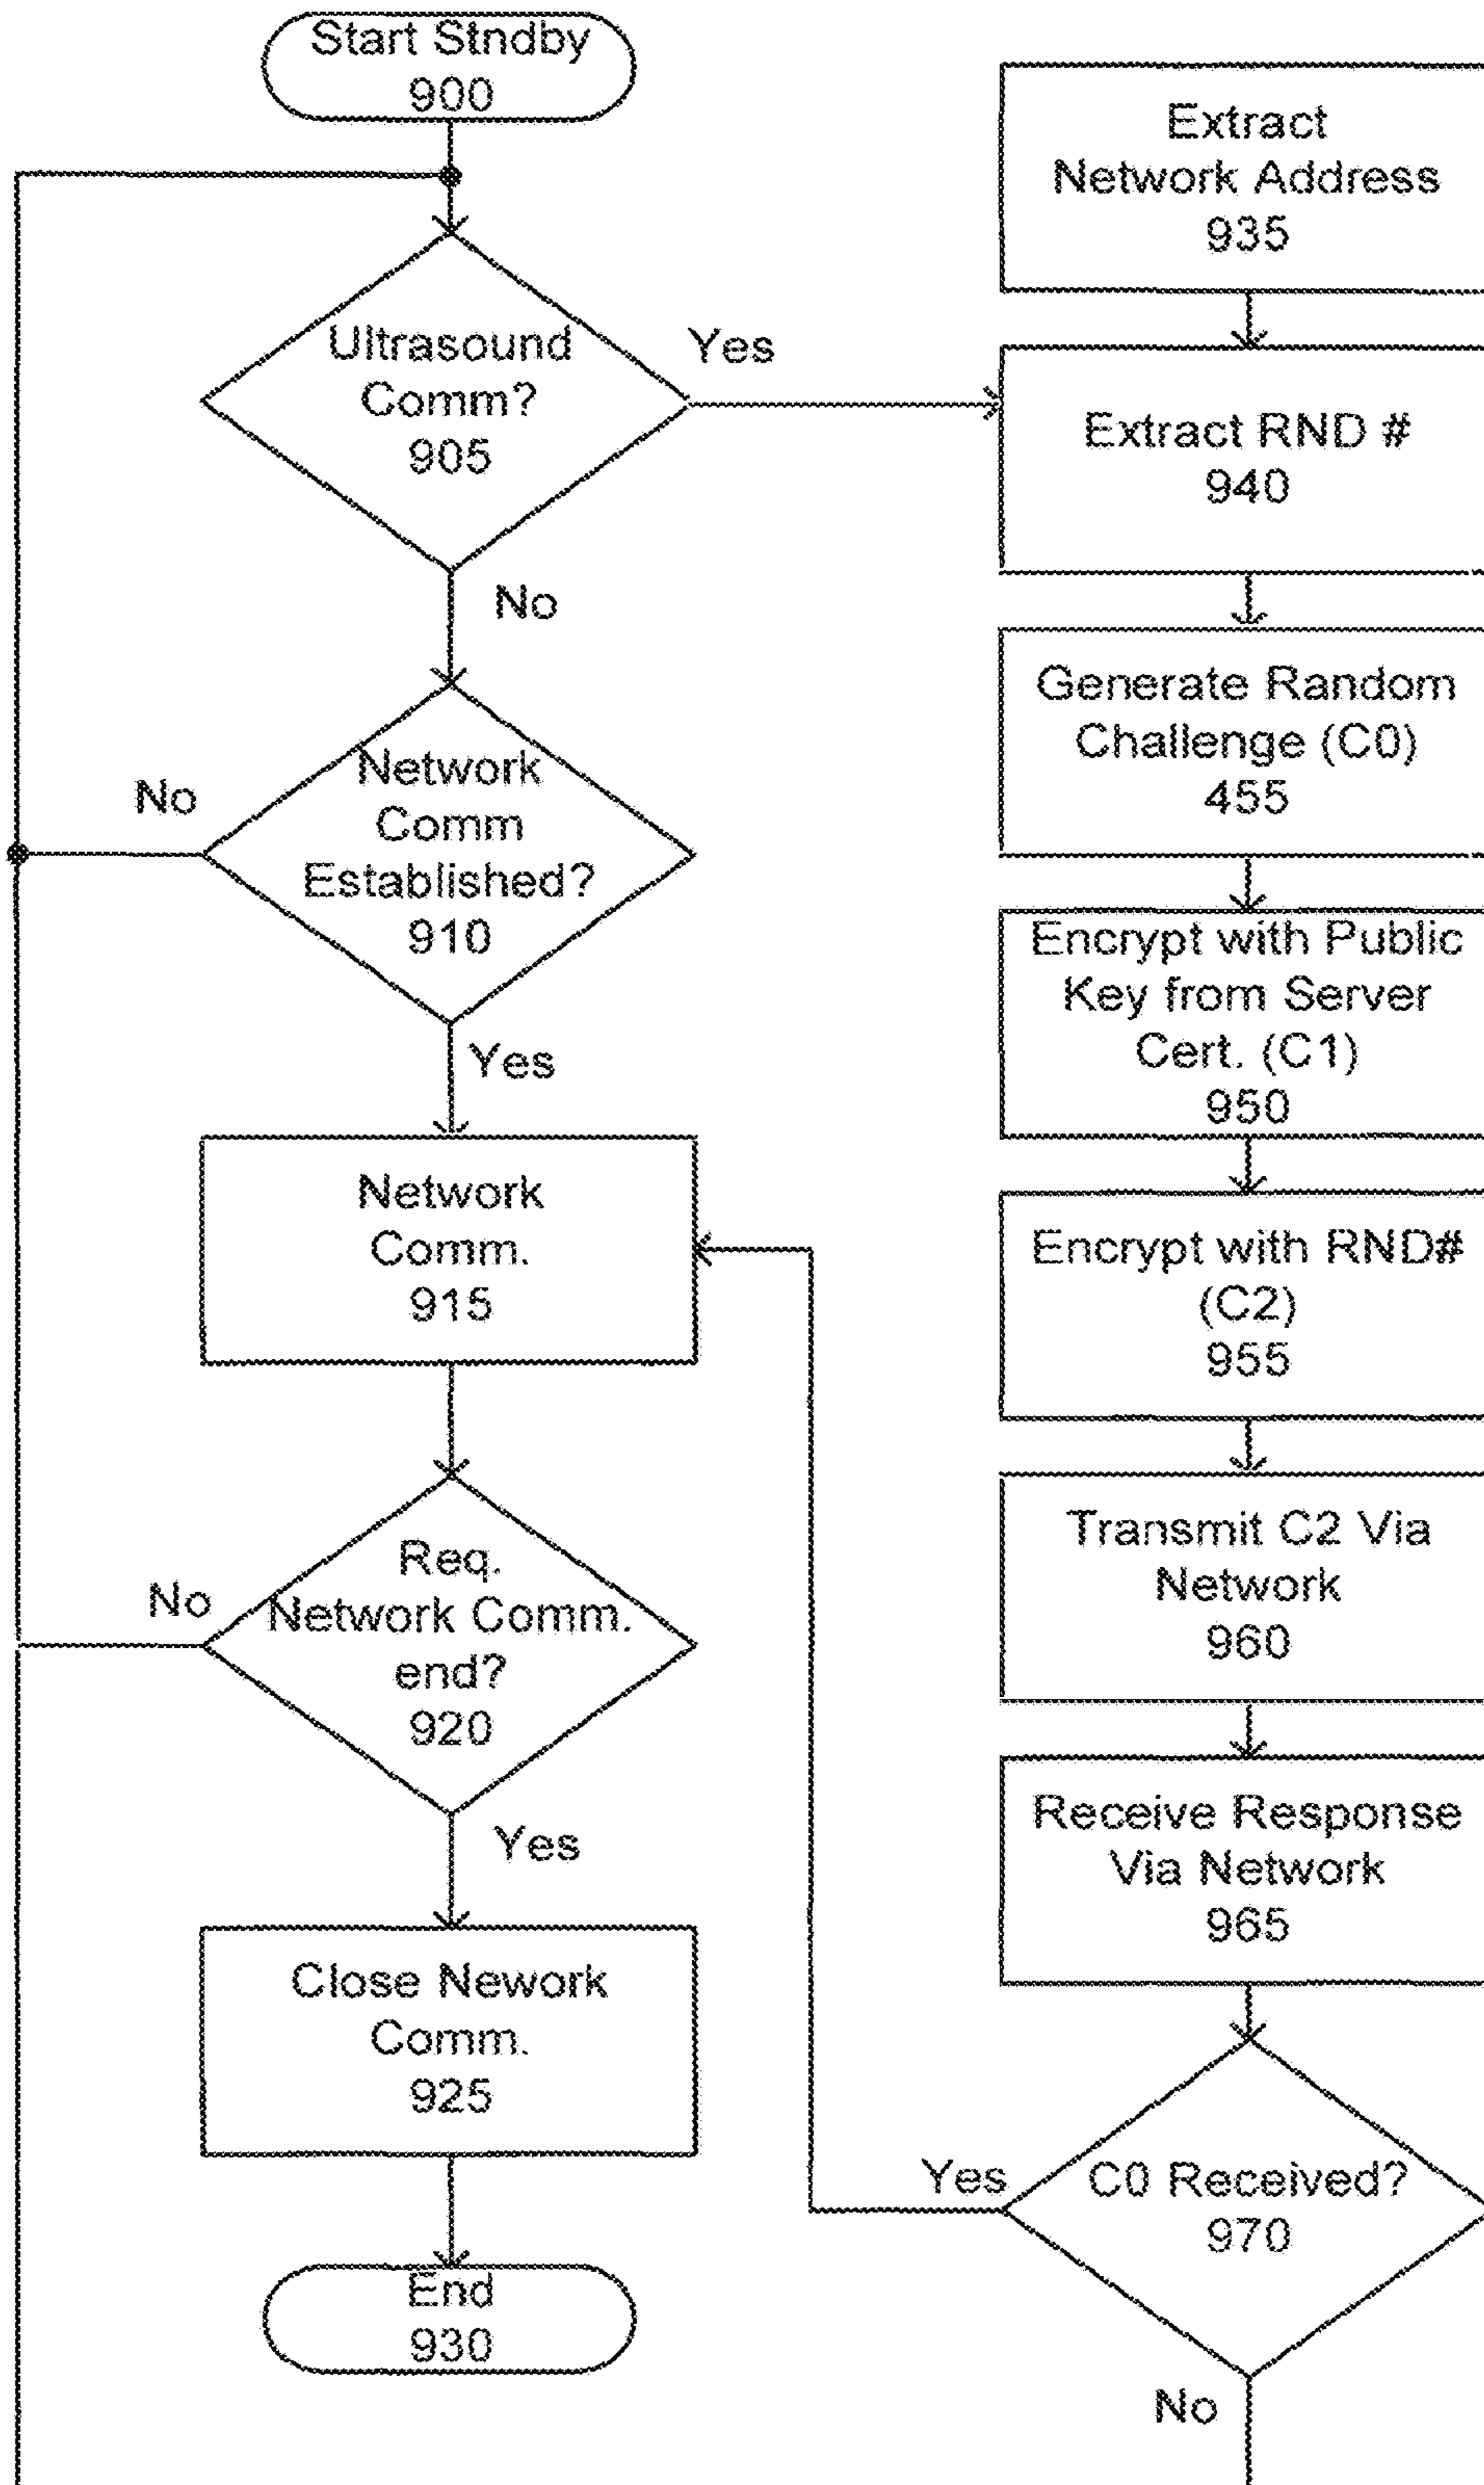 Start Stndby
900
Ultrasound
Comm?
905
Yes
No
Network
Comm
Established?
910
No
Yes
Network
Comm.
915
Req.
Network Comm.
end?
920
No
Yes
Close Nework
Comm.
925
End
930
Extract
Network Address
935
Extract RND #
940
Generate Random
Challenge (C0)
455
Encrypt with Public
Key from Server
Cert. (C1)
950
Encrypt with RND#
(C2)
955
Transmit C2 Via
Network
960
Receive Response
Via Network
965
C0 Received?
970
Yes
No